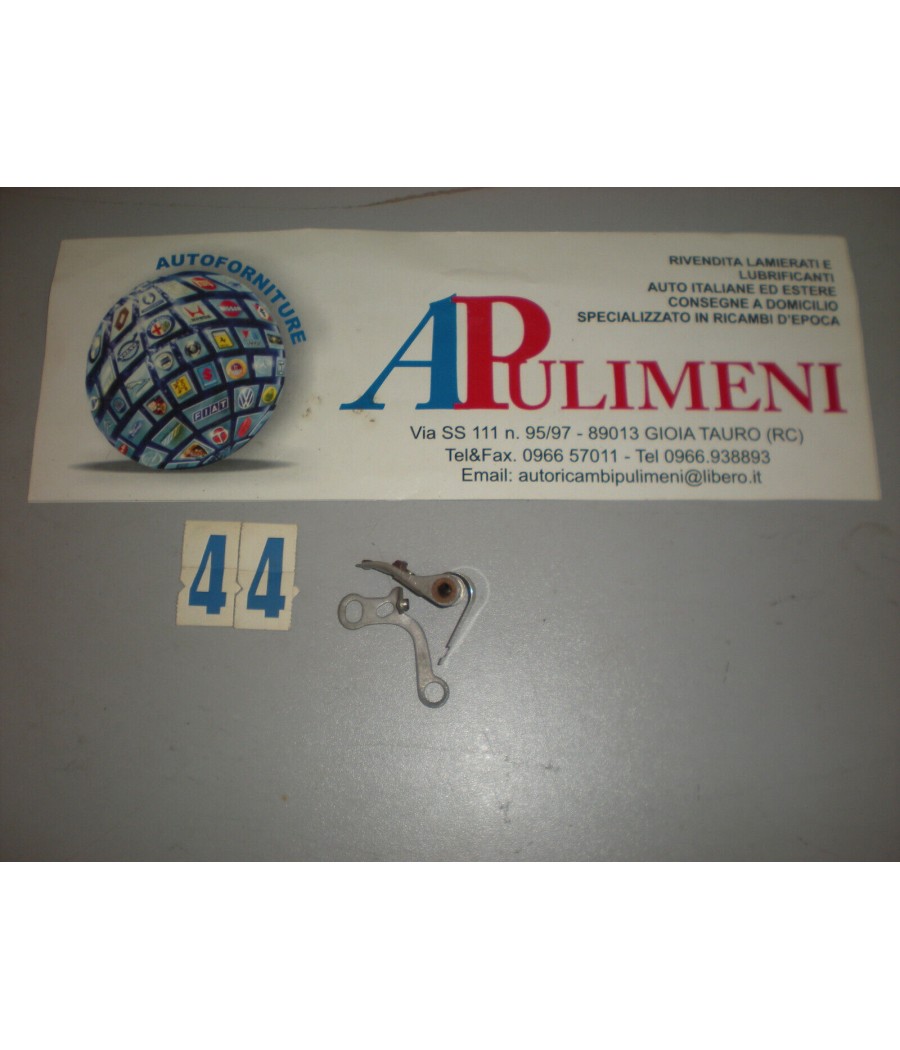 AUTOFORNITURE
FIAT
RIVENDITA LAMIERATI E
LUBRIFICANTI
AUTO ITALIANE ED ESTERE
CONSEGNE A DOMICILIO
SPECIALIZZATO IN RICAMBI D'EPOCA
APULIMENI
Via SS 111 n. 95/97 - 89013 GIOIA TAURO (RC)
Tel&Fax. 0966 57011 - Tel 0966.938893
Email: autoricambipulimeni@libero.it
44